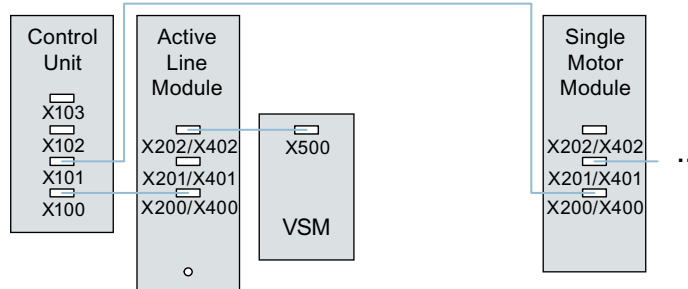 Control
Unit
X103
X102
X101
X100
Active
Line
Module
X202/X402
X201/X401
X200/X400
X500
VSM
Single
Motor
Module
X202/X402
X201/X401
X200/X400